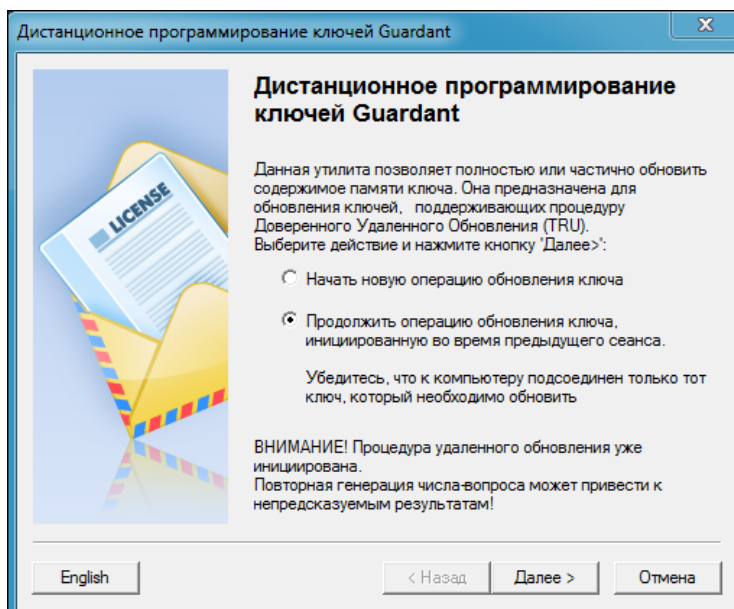 Дистанционное программирование ключей Guardant
Дистанционное программирование
ключей Guardant
LICENSE
Данная утилита позволяет полностью или частично обновить
содержимое памяти ключа. Она предназначена для
обновления ключей, поддерживающих процедуру
Доверенного Удаленного Обновления (TRU).
Выберите действие и нажмите кнопку 'Далее>':
Начать новую операцию обновления ключа
Продолжить операцию обновления ключа,
инициированную во время предыдущего сеанса.
Убедитесь, что к компьютеру подсоединен только тот
ключ, который необходимо обновить
ВНИМАНИЕ! Процедура удаленного обновления уже
инициирована.
Повторная генерация числа-вопроса может привести к
непредсказуемым результатам!
English
< Назад
Далее >
Отмена